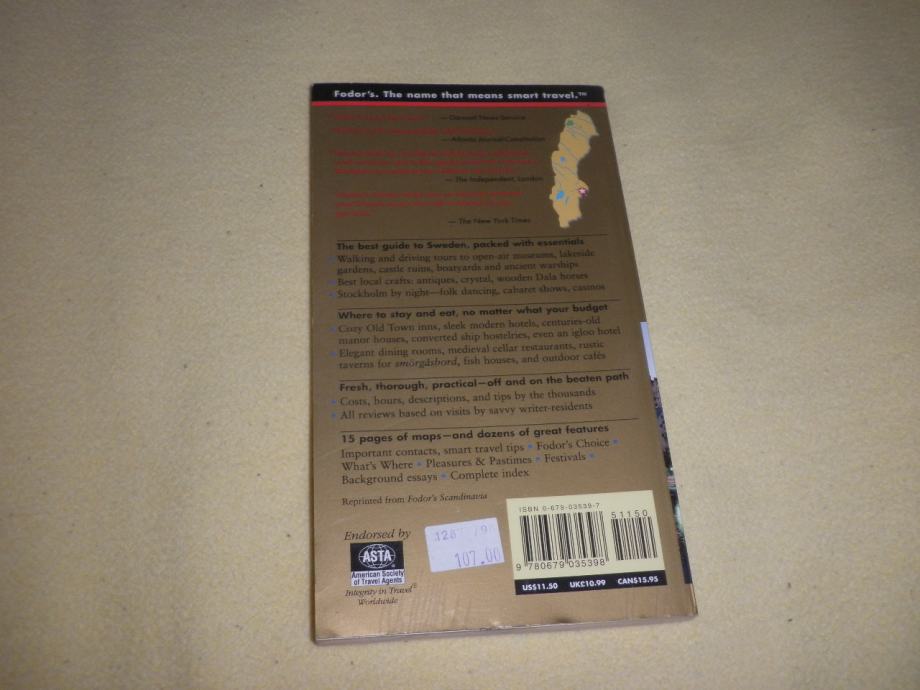 Fodor's. The name that means smart travel.™
— Gannett News Service
— Atlanta Journal-Constitution
— The Independent, London
— The New York Times
The best guide to Sweden, packed with essentials
• Walking and driving tours to open-air museums, lakeside
gardens, castle ruins, boatyards and ancient warships
• Best local crafts: antiques, crystal, wooden Dala horses
• Stockholm by night—folk dancing, cabaret shows, casinos
Where to stay and eat, no matter what your budget
• Cozy Old Town inns, sleek modern hotels, centuries-old
manor houses, converted ship hostelries, even an igloo hotel
• Elegant dining rooms, medieval cellar restaurants, rustic
taverns for smörgåsbord, fish houses, and outdoor cafés
Fresh, thorough, practical—off and on the beaten path
• Costs, hours, descriptions, and tips by the thousands
• All reviews based on visits by savvy writer-residents
15 pages of maps—and dozens of great features
Important contacts, smart travel tips • Fodor's Choice •
What's Where • Pleasures & Pastimes • Festivals •
Background essays • Complete index
Reprinted from Fodor's Scandinavia
Endorsed by
ASTA
American Society
of Travel Agents
Integrity in Travel®
Worldwide
107.00
ISBN 0-679-03539-7
51150
9 780679 035398
US$11.50 UK£10.99 CAN$15.95